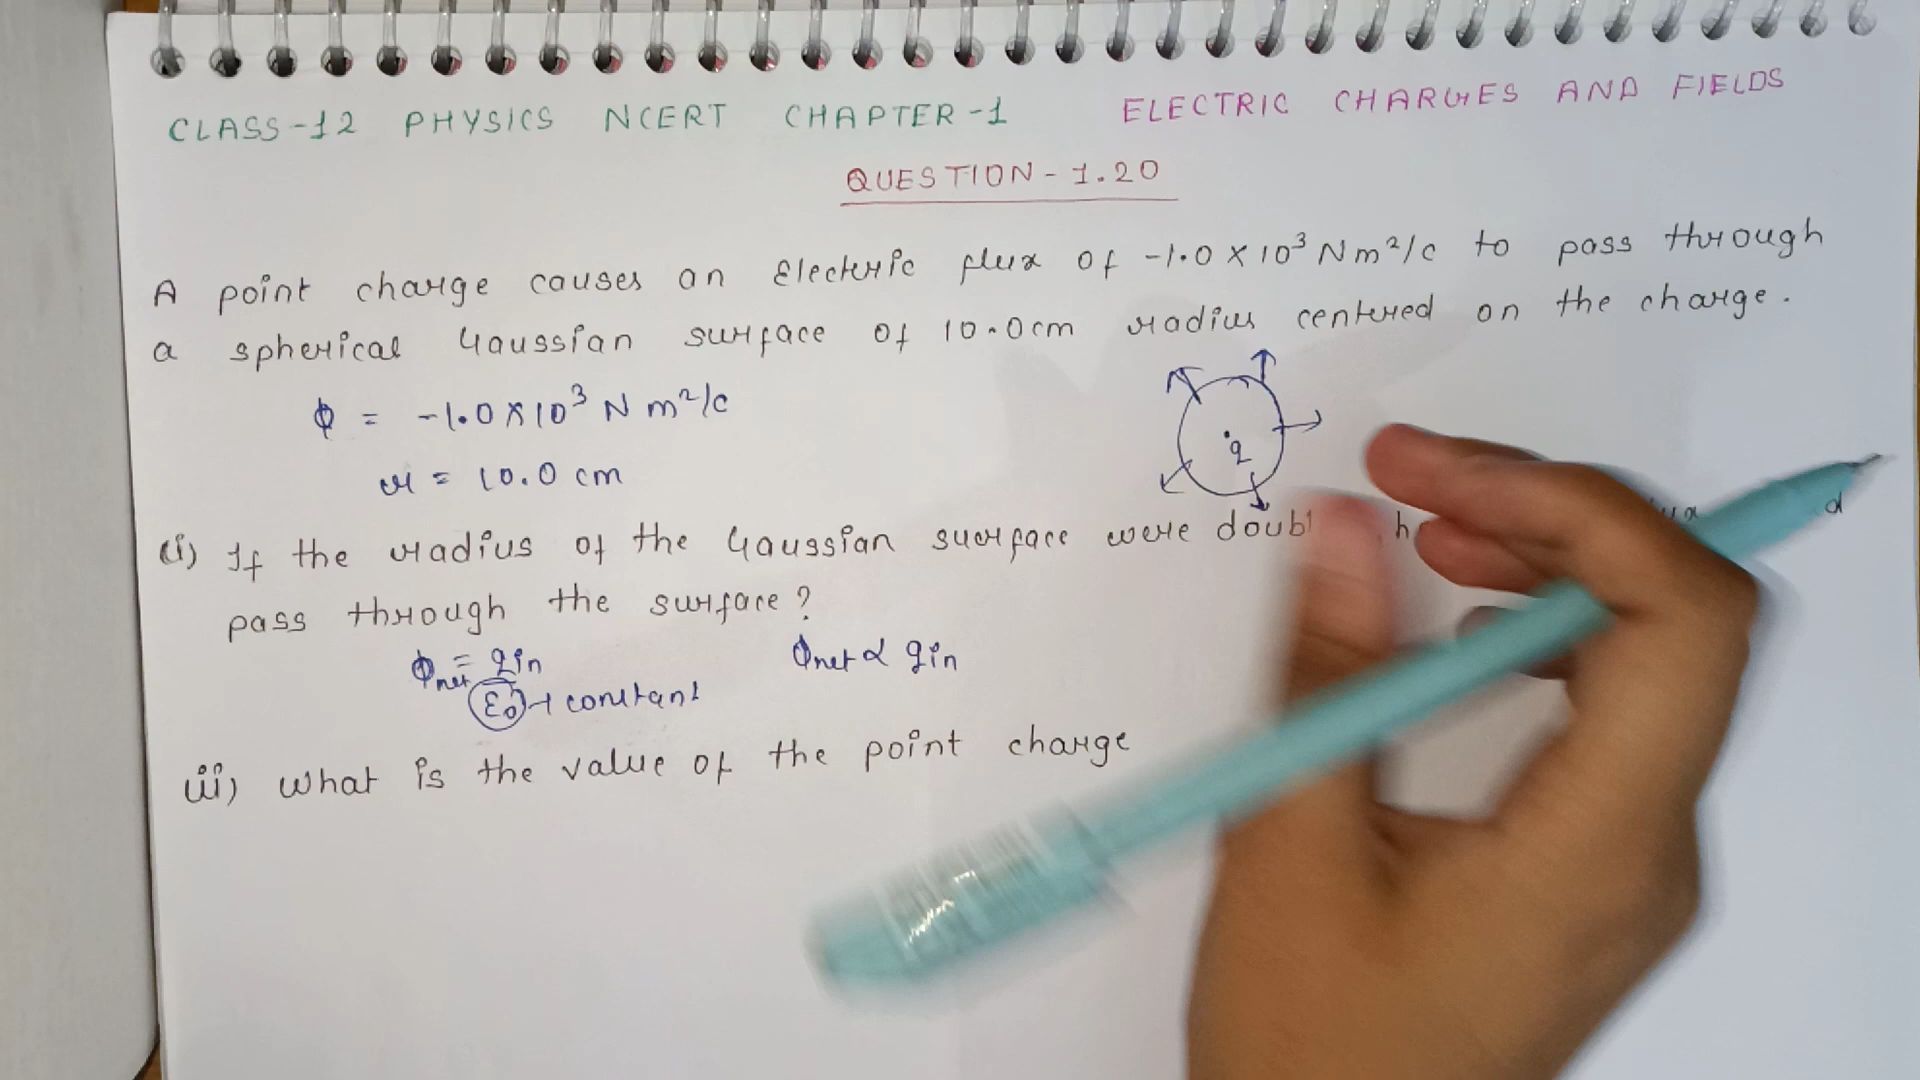 CLASS-12 PHYSICS NCERT CHAPTER-1 ELECTRIC CHARGES AND FIELDS
QUESTION-1.20
A point charge causes an Electric flux of -1.0 × 10³ Nm²/c to pass through
a spherical Gaussian surface of 10.0cm radius centered on the charge.
ϕ = -1.0×10³ N m²/c
r = 10.0 cm
q
(i) If the radius of the Gaussian surface were
pass through the surface?
ϕnet = qin
ε₀ → constant
ϕnet ∝ qin
(ii) What is the value of the point charge